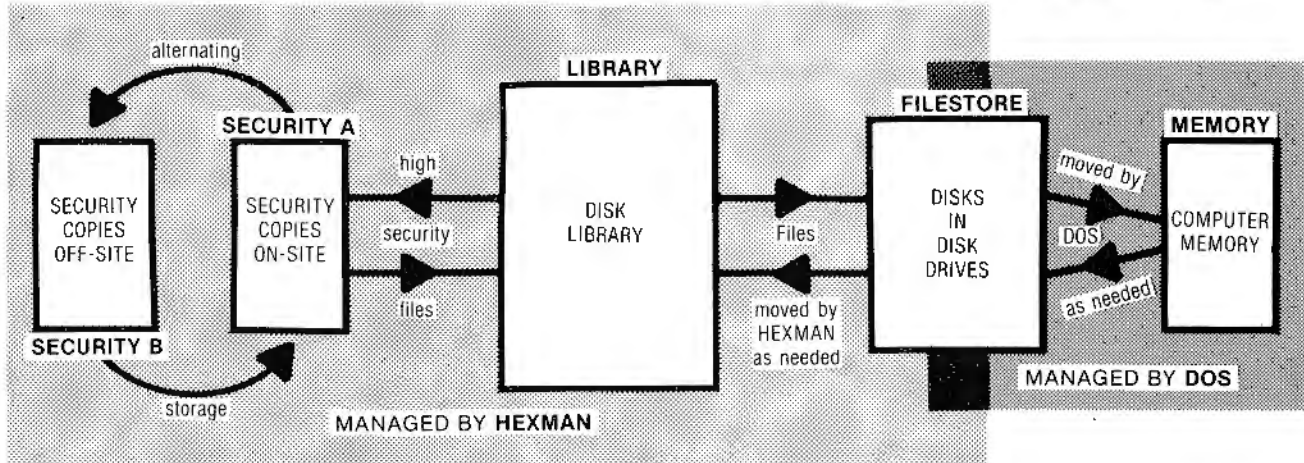 alternating
SECURITY A
SECURITY
COPIES
OFF-SITE
SECURITY B
SECURITY
COPIES
ON-SITE
storage
high
security
files
LIBRARY
DISK
LIBRARY
MANAGED BY HEXMAN
Files
moved by
HEXMAN
as needed
FILESTORE
DISKS
IN
DISK
DRIVES
moved by
DOS
as needed
MEMORY
COMPUTER
MEMORY
MANAGED BY DOS